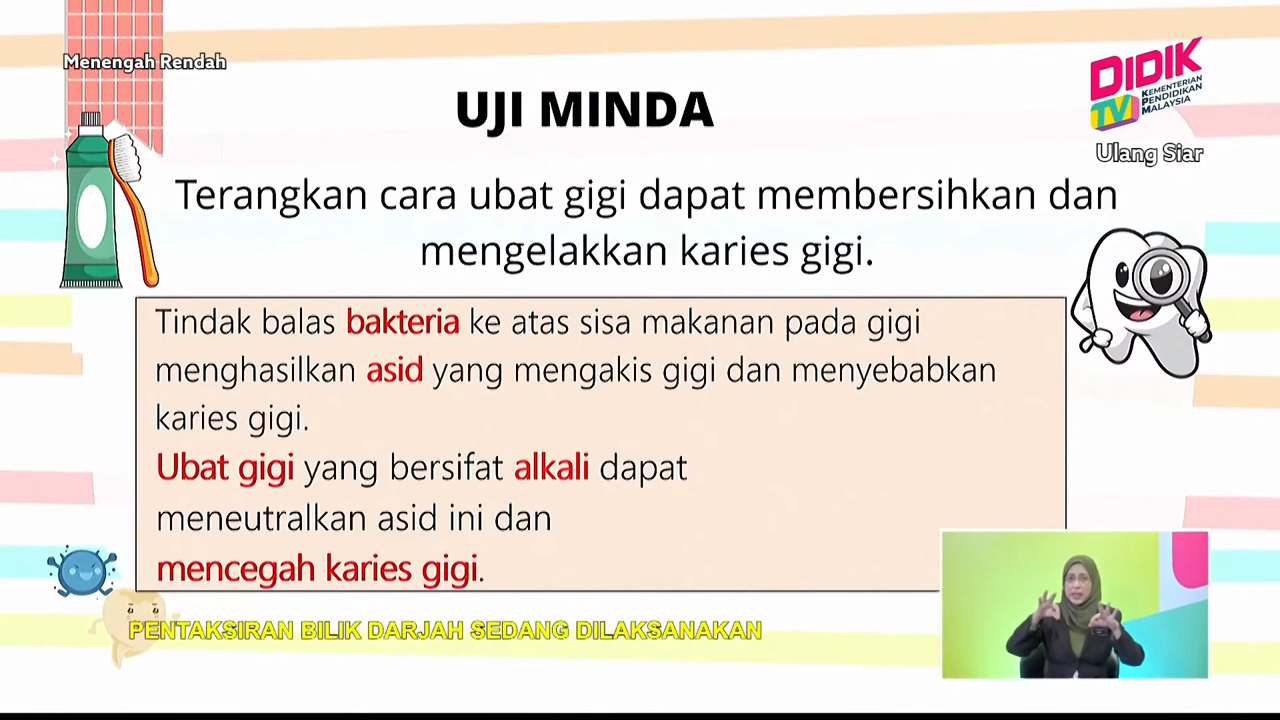 Menengah Rendah
DIDIK
TV
KEMENTERIAN
PENDIDIKAN
MALAYSIA
Ulang Siar
UJI MINDA
Terangkan cara ubat gigi dapat membersihkan dan
mengelakkan karies gigi.
Tindak balas bakteria ke atas sisa makanan pada gigi
menghasilkan asid yang mengakis gigi dan menyebabkan
karies gigi.
Ubat gigi yang bersifat alkali dapat
meneutralkan asid ini dan
mencegah karies gigi.
PENTAKSIRAN BILIK DARJAH SEDANG DILAKSANAKAN